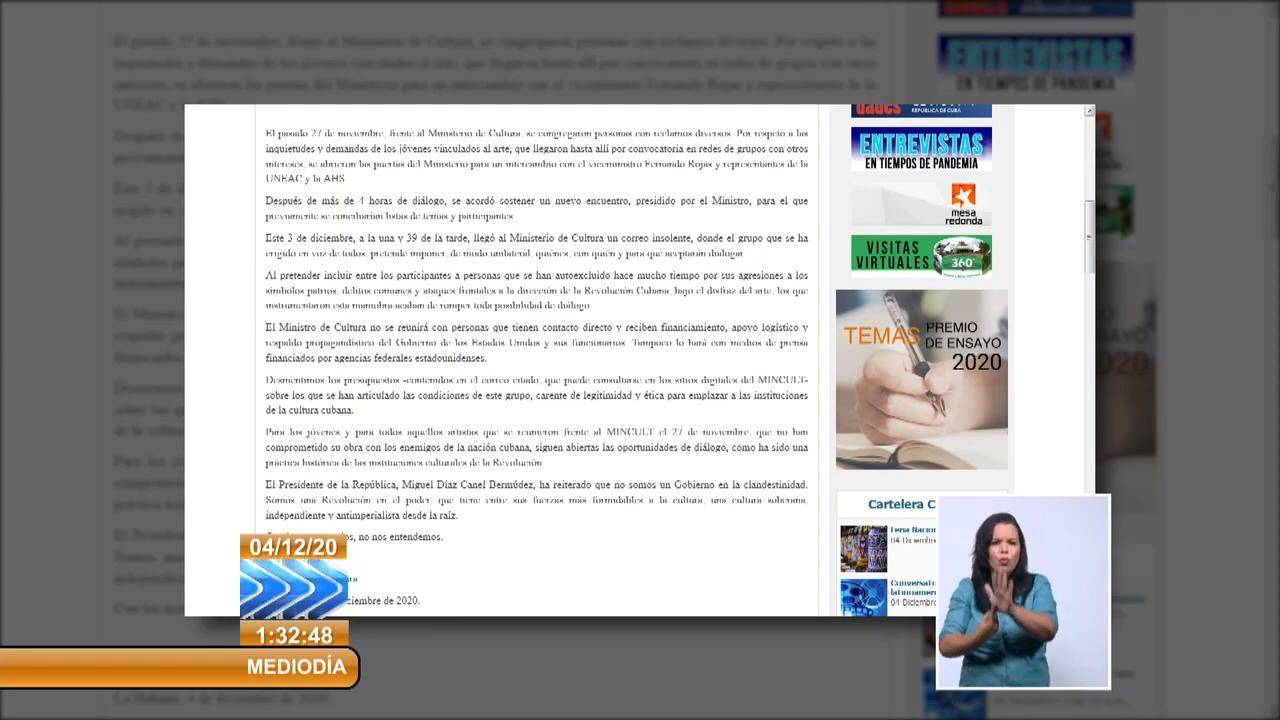 El pasado 27 de noviembre, frente al Ministerio de Cultura, se congregaron personas con reclamos diversos. Por respeto a las
inquietudes y demandas de los jóvenes vinculados al arte, que llegaron hasta allí por convocatoria en redes de grupos con otros
intereses, se abrieron las puertas del Ministerio para un intercambio con el viceministro Fernando Rojas y representantes de la
UNEAC y la AHS.
Después de más de 4 horas de diálogo, se acordó sostener un nuevo encuentro, presidido por el Ministro, para el que
previamente se conciliarían listas de temas y participantes.
Este 3 de diciembre, a la una y 39 de la tarde, llegó al Ministerio de Cultura un correo insolente, donde el grupo que se ha
erigido en voz de todos, pretende imponer, de modo unilateral, quiénes, con quién y para qué aceptarán dialogar.
Al pretender incluir entre los participantes a personas que se han autoexcluido hace mucho tiempo por sus agresiones a los
símbolos patrios, delitos comunes y ataques frontales a la dirección de la Revolución Cubana, bajo el disfraz del arte, los que
instrumentaron esta maniobra acaban de romper toda posibilidad de diálogo.
El Ministro de Cultura no se reunirá con personas que tienen contacto directo y reciben financiamiento, apoyo logístico y
respaldo propagandístico del Gobierno de los Estados Unidos y sus funcionarios. Tampoco lo hará con medios de prensa
financiados por agencias federales estadounidenses.
Desmentimos los presupuestos -contenidos en el correo citado, que puede consultarse en los sitios digitales del MINCULT-
sobre los que se han articulado las condiciones de este grupo, carente de legitimidad y ética para emplazar a las instituciones
de la cultura cubana.
Para los jóvenes y para todos aquellos artistas que se reunieron frente al MINCULT el 27 de noviembre, que no han
comprometido su obra con los enemigos de la nación cubana, siguen abiertas las oportunidades de diálogo, como ha sido una
práctica histórica de las instituciones culturales de la Revolución.
El Presidente de la República, Miguel Díaz Canel Bermúdez, ha reiterado que no somos un Gobierno en la clandestinidad.
Somos una Revolución en el poder, que tiene entre sus fuerzas más formidables a la cultura, una cultura soberana,
independiente y antimperialista desde la raíz.
os, no nos entendemos.
ciembre de 2020.
REPÚBLICA DE CUBA
ENTREVISTAS
EN TIEMPOS DE PANDEMIA
mesa
redonda
VISITAS
VIRTUALES
360°
TEMAS PREMIO
DE ENSAYO
2020
Cartelera C
04 Diciembre
Conversato
latinoamer
04 Diciembre
04/12/20
1:32:48
MEDIODÍA
La Habana, 4 de diciembre de 2020